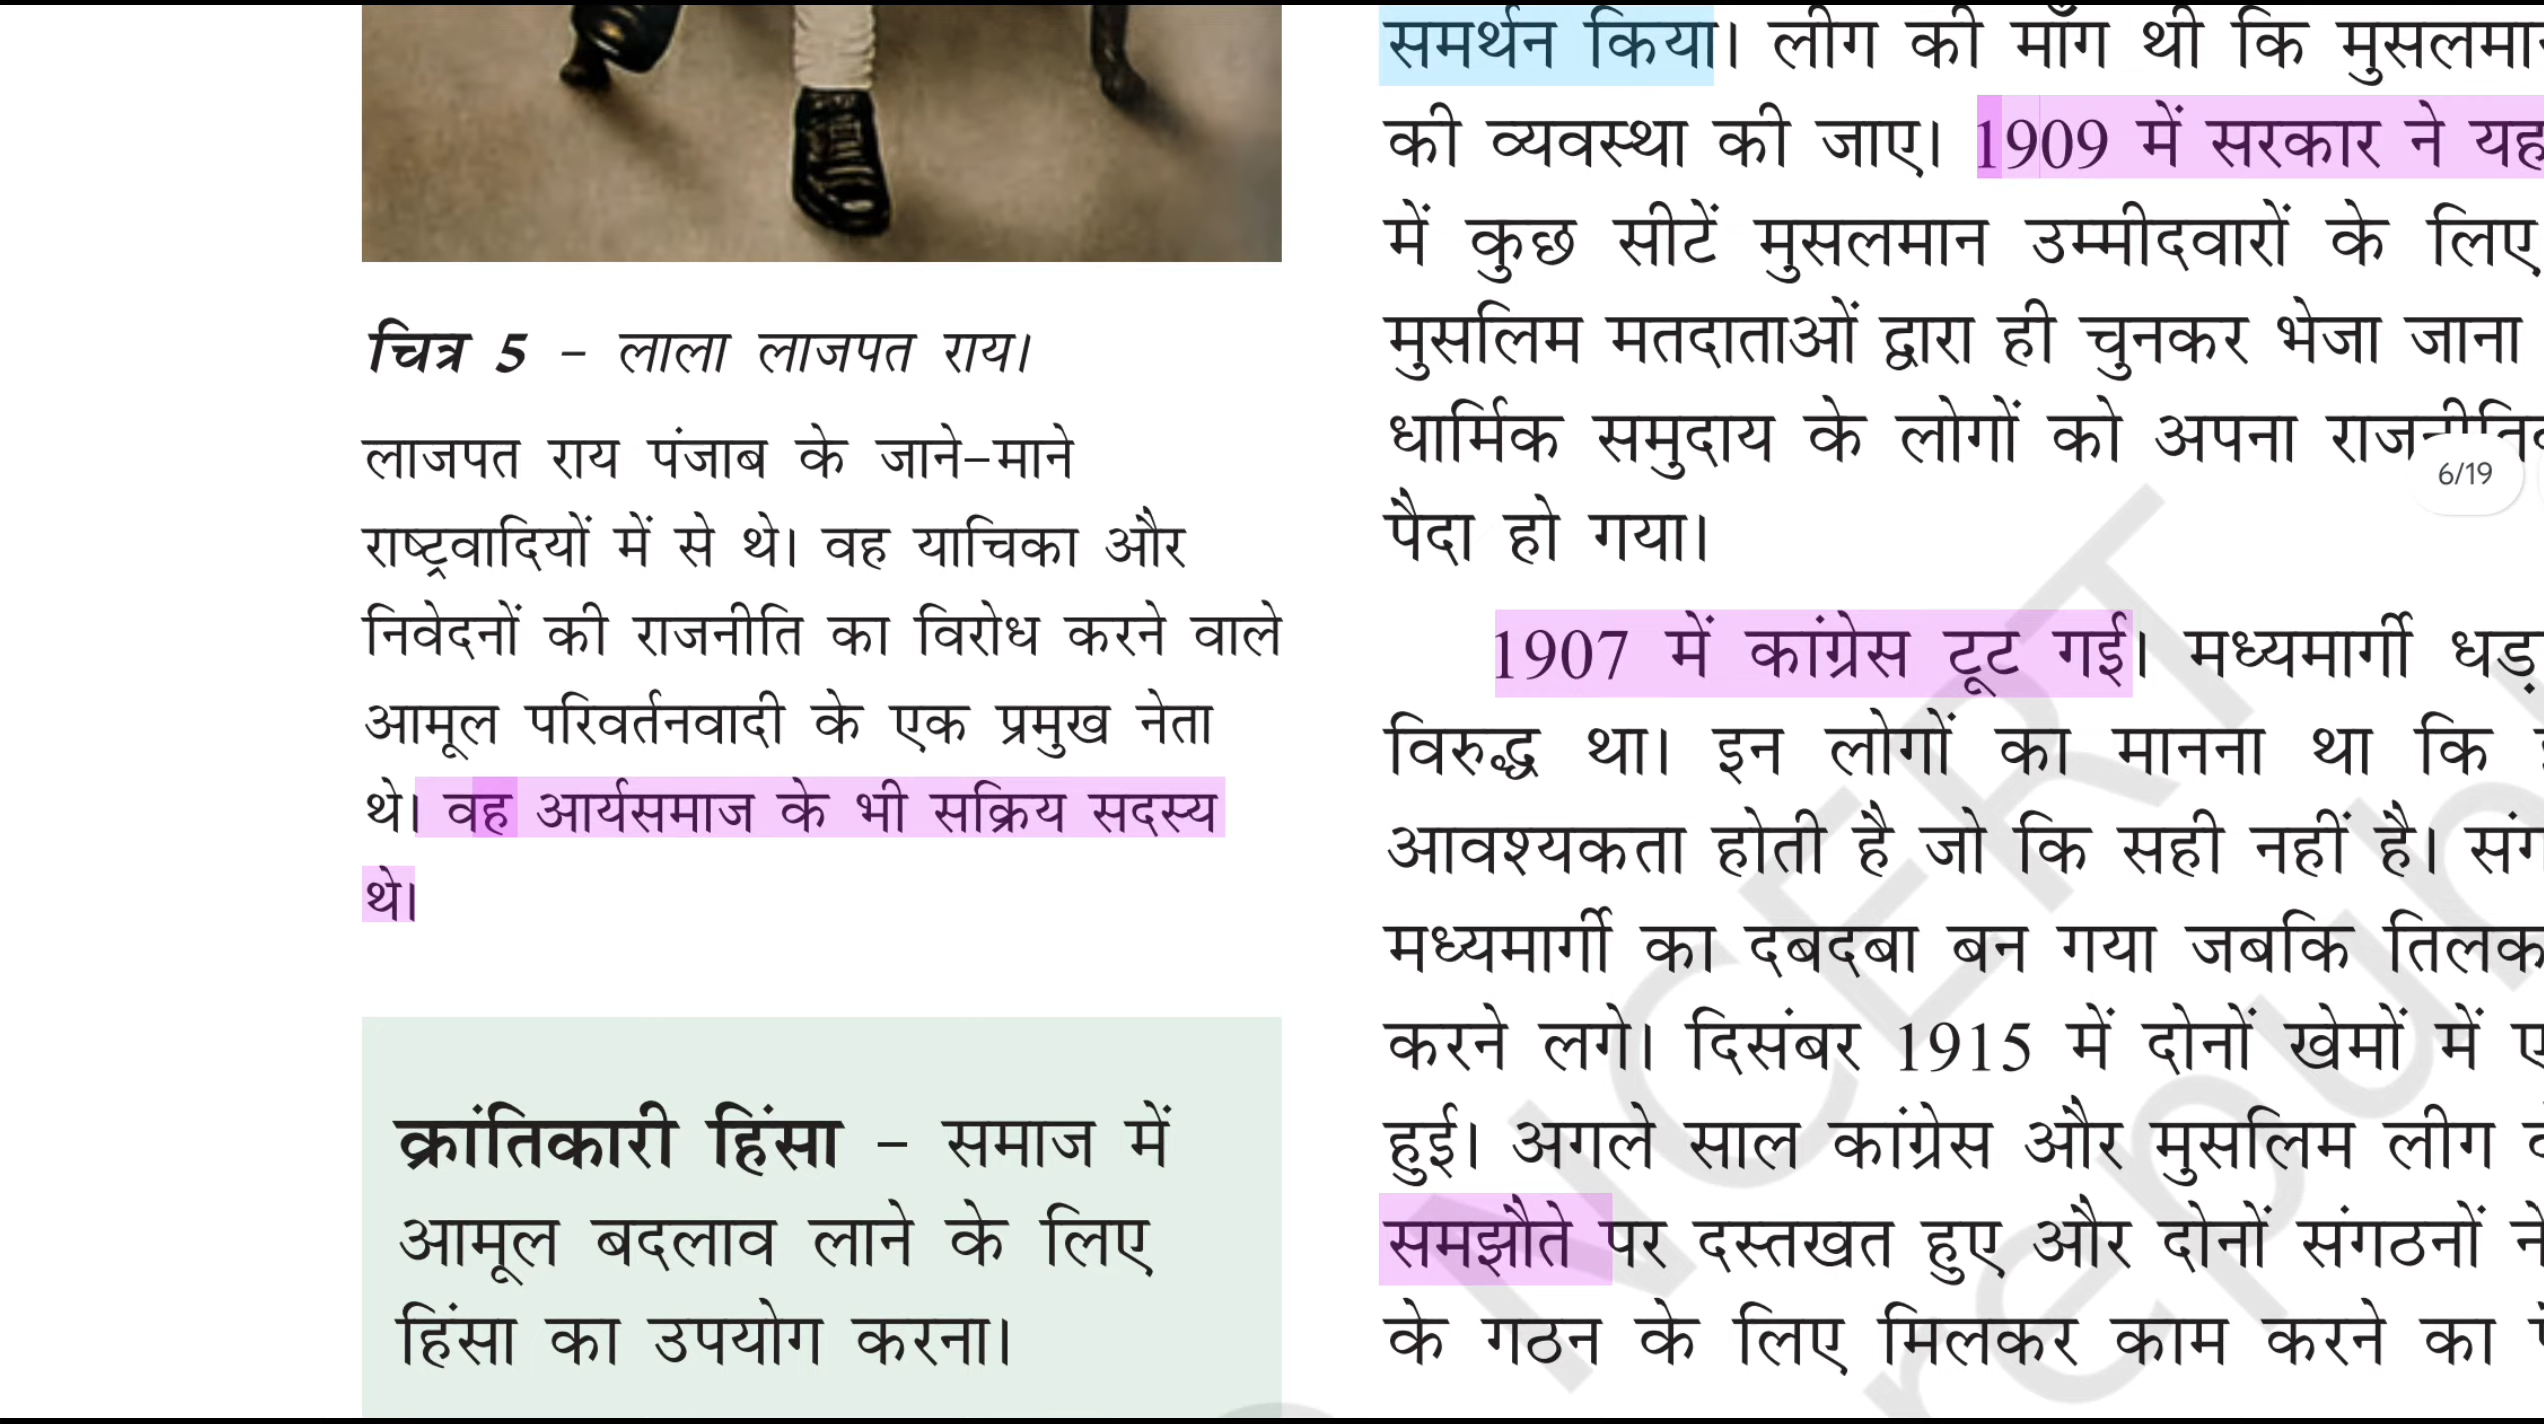 चित्र 5 – लाला लाजपत राय।
लाजपत राय पंजाब के जाने–माने
राष्ट्रवादियों में से थे। वह याचिका और
निवेदनों की राजनीति का विरोध करने वाले
आमूल परिवर्तनवादी के एक प्रमुख नेता
थे। वह आर्यसमाज के भी सक्रिय सदस्य
थे।
क्रांतिकारी हिंसा – समाज में
आमूल बदलाव लाने के लिए
हिंसा का उपयोग करना।
समर्थन किया। लीग की माँग थी कि
की व्यवस्था की जाए। 1909 में सरकार ने
में कुछ सीटें मुसलमान उम्मीदवारों के लिए
मुसलिम मतदाताओं द्वारा ही चुनकर भेजा जाना
धार्मिक समुदाय के लोगों को अपना
6/19
पैदा हो गया।
1907 में कांग्रेस टूट गई। मध्यमार्गी
विरुद्ध था। इन लोगों का मानना था कि
आवश्यकता होती है जो कि सही नहीं है।
मध्यमार्गी का दबदबा बन गया जबकि तिलक
करने लगे। दिसंबर 1915 में दोनों खेमों में
हुई। अगले साल कांग्रेस और मुसलिम लीग
समझौते पर दस्तखत हुए और दोनों संगठनों ने
के गठन के लिए मिलकर काम करने का
NCERT